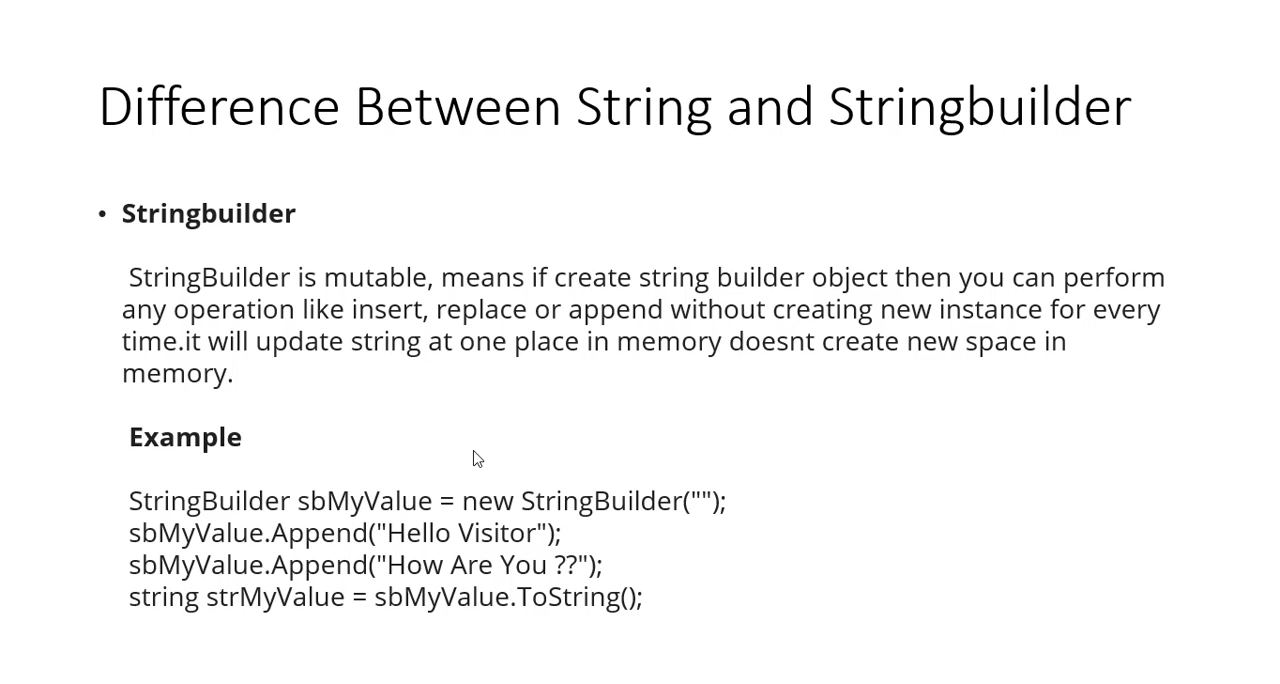 Difference Between String and Stringbuilder
• Stringbuilder
StringBuilder is mutable, means if create string builder object then you can perform
any operation like insert, replace or append without creating new instance for every
time.it will update string at one place in memory doesnt create new space in
memory.
Example
StringBuilder sbMyValue = new StringBuilder("");
sbMyValue.Append("Hello Visitor");
sbMyValue.Append("How Are You ??");
string strMyValue = sbMyValue.ToString();